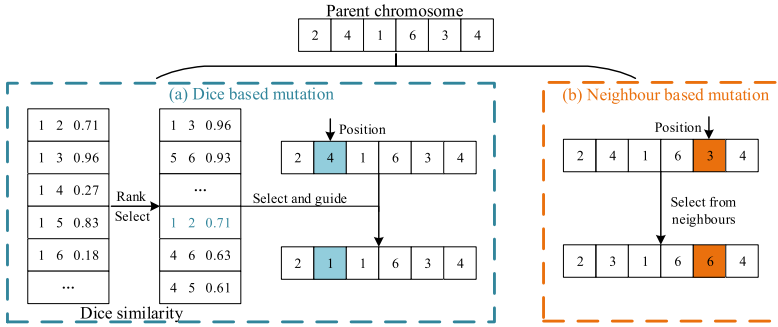 Parent chromosome
2 4 1 6 3 4
(a) Dice based mutation
1 2 0.71
1 3 0.96
1 4 0.27
1 5 0.83
1 6 0.18
...
Dice similarity
Rank
Select
1 3 0.96
5 6 0.93
...
1 2 0.71
4 6 0.63
4 5 0.61
Select and guide
Position
2 4 1 6 3 4
2 1 1 6 3 4
(b) Neighbour based mutation
Position
2 4 1 6 3 4
Select from
neighbours
2 3 1 6 6 4